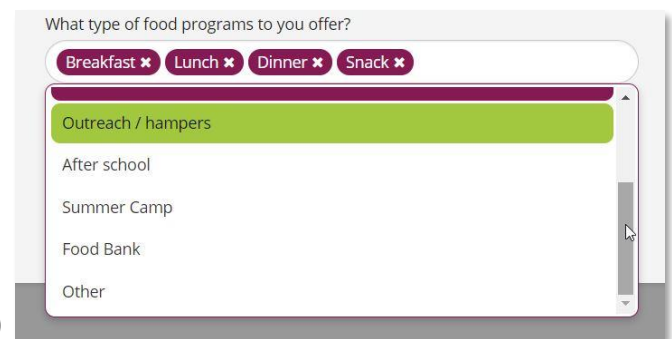 What type of food programs to you offer?
Breakfast ✖ Lunch ✖ Dinner ✖ Snack ✖
Outreach / hampers
After school
Summer Camp
Food Bank
Other